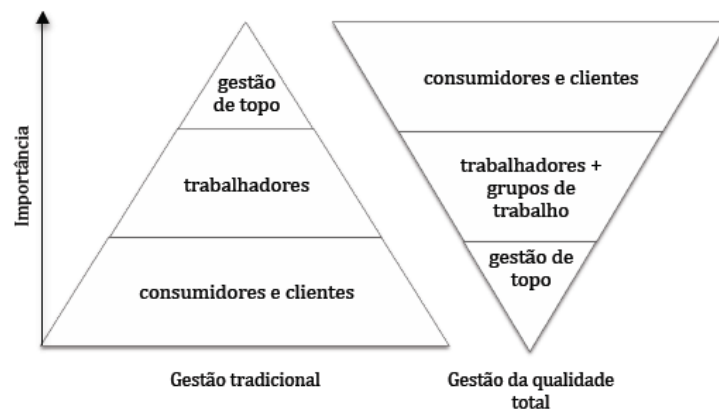 Importância
gestão
de topo
trabalhadores
consumidores e clientes
Gestão tradicional
consumidores e clientes
trabalhadores +
grupos de
trabalho
gestão de
topo
Gestão da qualidade
total